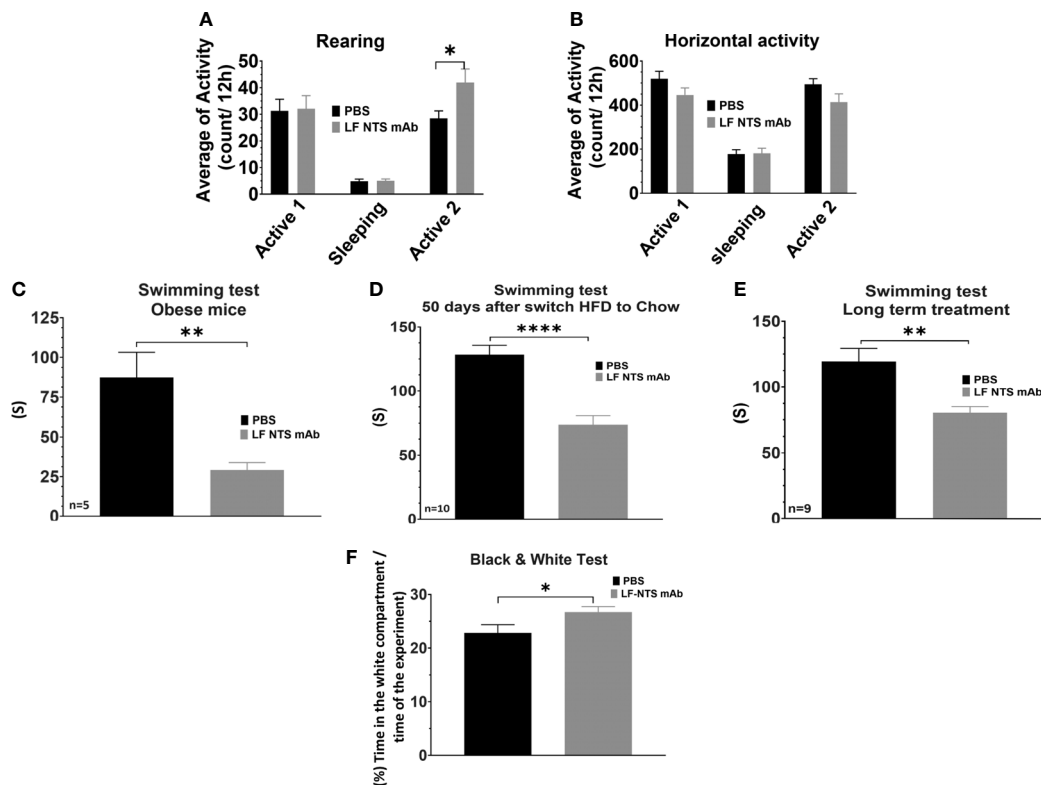 A
Rearing
Average of Activity
(count/ 12h)
50
40
30
20
10
0
*
PBS
LF NTS mAb
Active 1
Sleeping
Active 2
B
Horizontal activity
Average of Activity
(count/ 12h)
600
400
200
0
PBS
LF NTS mAb
Active 1
sleeping
Active 2
C
Swimming test
Obese mice
(S)
125
100
75
50
25
0
**
PBS
LF NTS mAb
n=5
D
Swimming test
50 days after switch HFD to Chow
(S)
150
100
50
0
****
PBS
LF NTS mAb
n=10
E
Swimming test
Long term treatment
(S)
150
100
50
0
**
PBS
LF NTS mAb
n=9
F
Black & White Test
(%) Time in the white compartment /
time of the experiment)
30
20
10
0
*
PBS
LF-NTS mAb